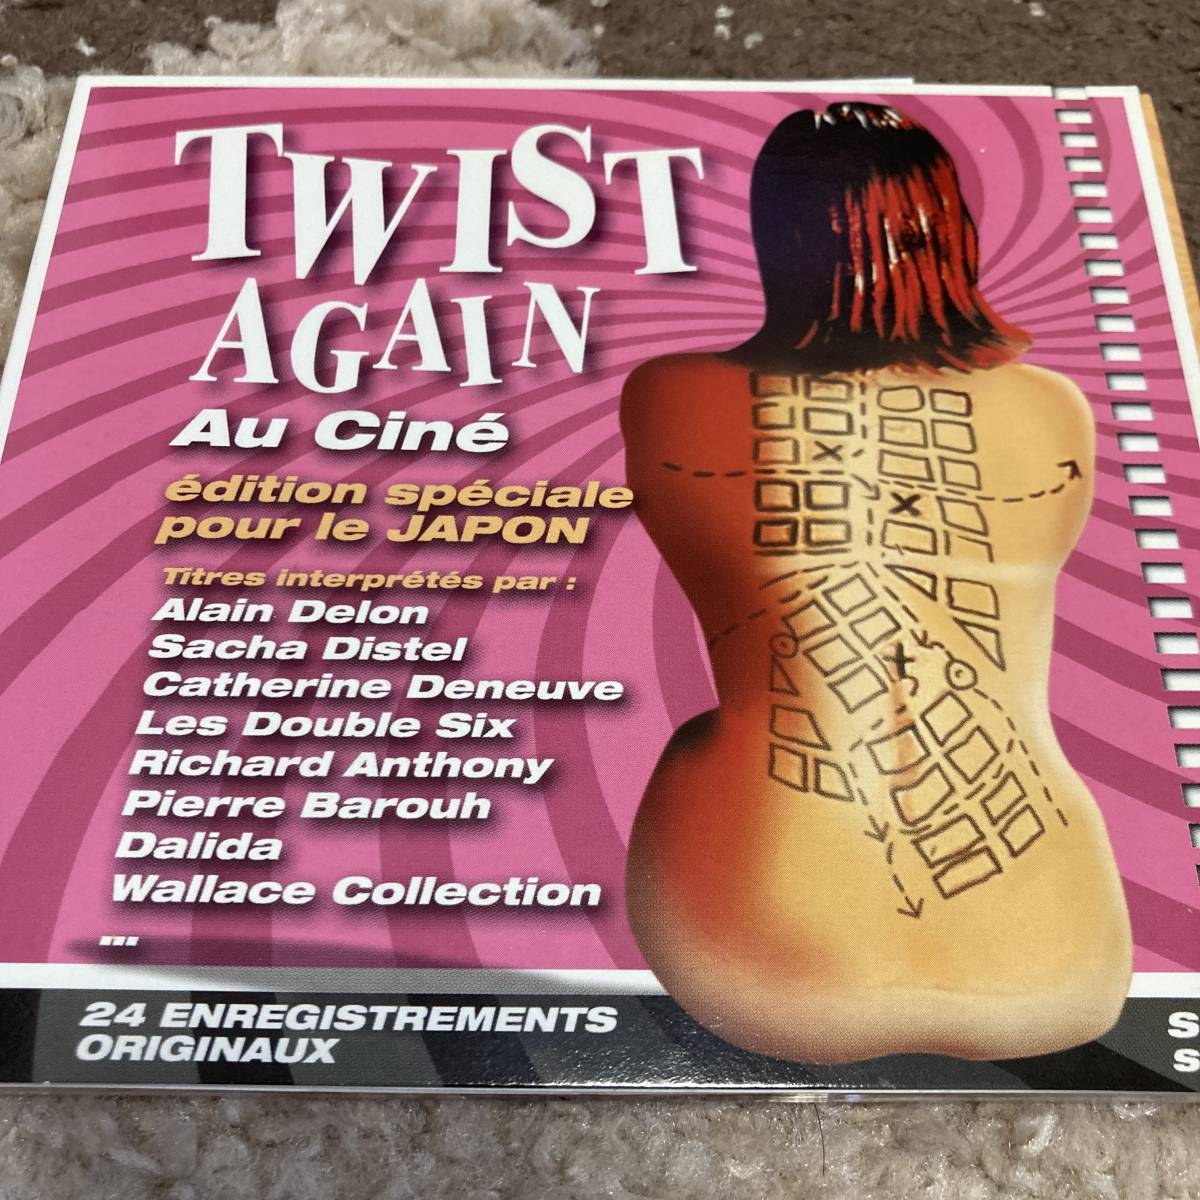 TWIST
AGAIN
Au Ciné
édition spéciale
pour le JAPON
Titres interprétés par :
Alain Delon
Sacha Distel
Catherine Deneuve
Les Double Six
Richard Anthony
Pierre Barouh
Dalida
Wallace Collection
...
24 ENREGISTREMENTS
ORIGINAUX
S
S